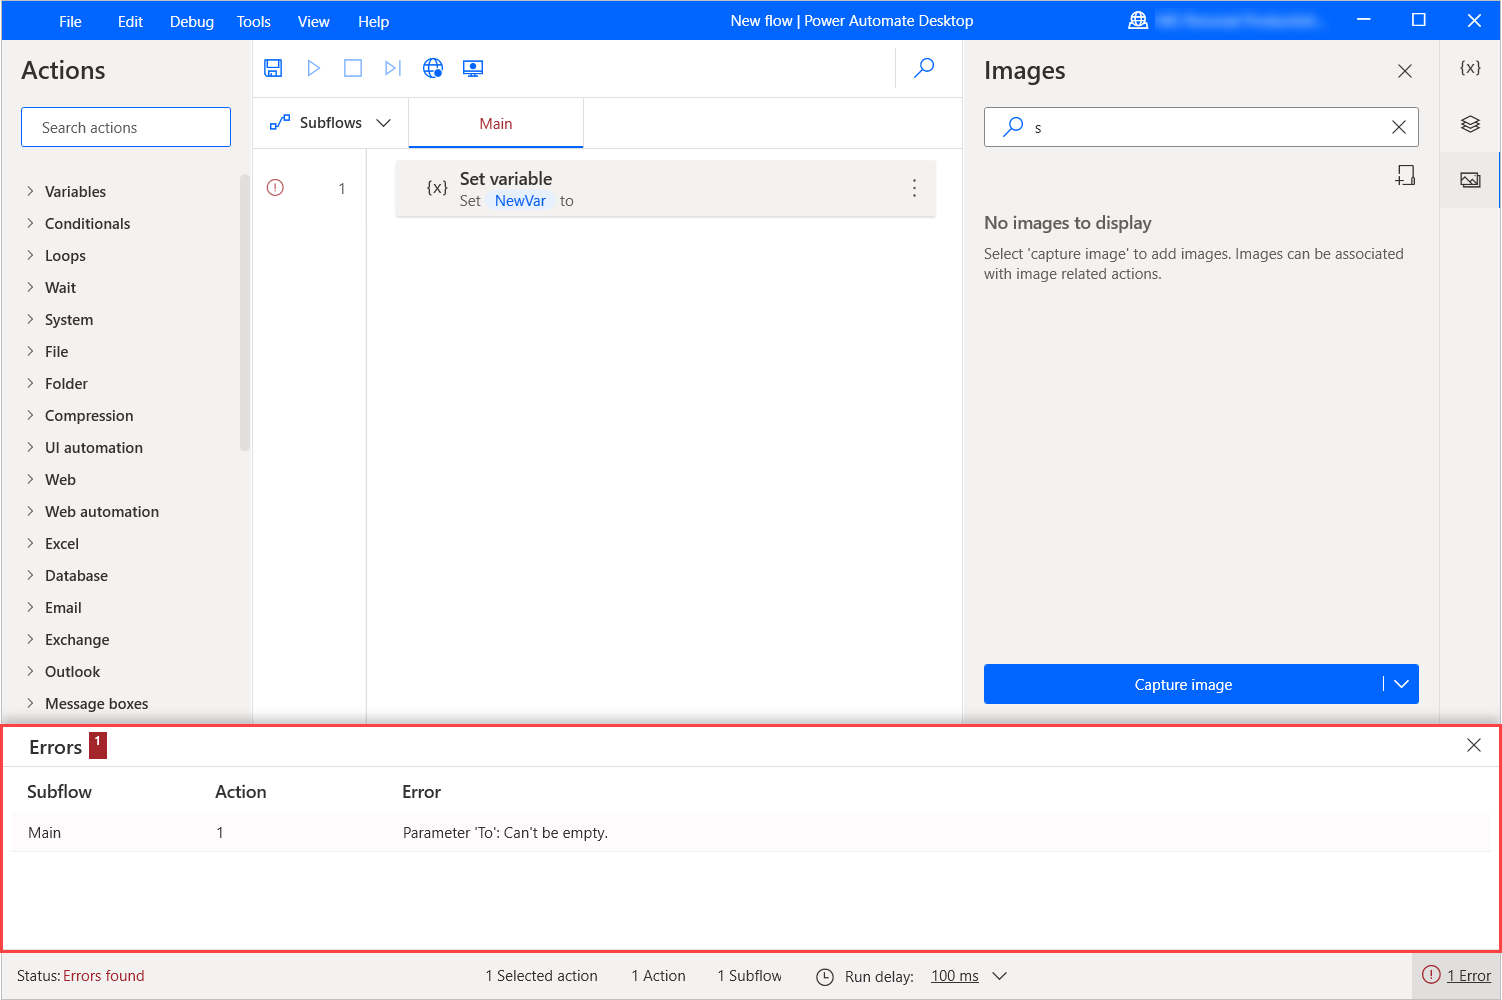 File Edit Debug Tools View Help
New flow | Power Automate Desktop
Actions
Search actions
Variables
Conditionals
Loops
Wait
System
File
Folder
Compression
UI automation
Web
Web automation
Excel
Database
Email
Exchange
Outlook
Message boxes
Subflows
Main
1
{x}
Set variable
Set NewVar to
Images
s
No images to display
Select 'capture image' to add images. Images can be associated
with image related actions.
Capture image
{x}
Errors 1
Subflow Action Error
Main 1 Parameter 'To': Can't be empty.
Status: Errors found 1 Selected action 1 Action 1 Subflow Run delay: 100 ms 1 Error